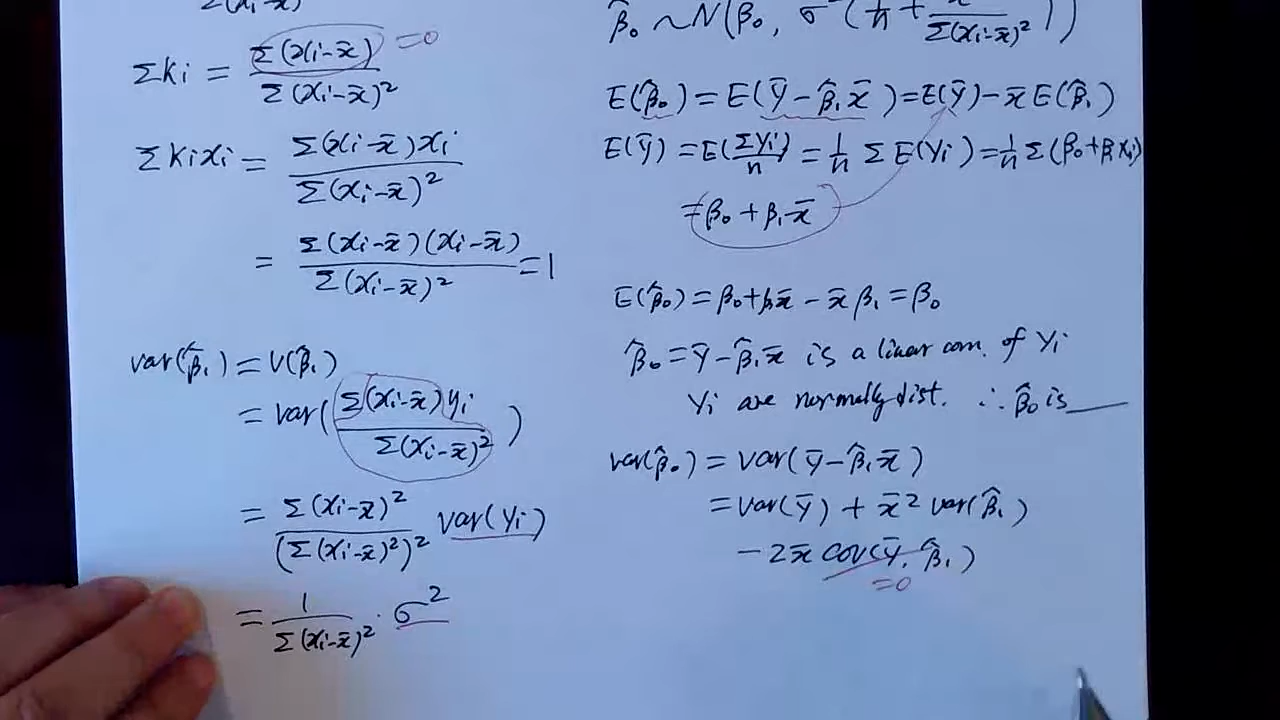 Σ(xi-x̄)
Σki = Σ(xi-x̄) / Σ(xi-x̄)² =0
Σkixi = Σ(xi-x̄)xi / Σ(xi-x̄)²
= Σ(xi-x̄)(xi-x̄) / Σ(xi-x̄)² =1
var(β̂₁) = V(β̂₁)
= var( Σ(xi-x̄)yi / Σ(xi-x̄)² )
= Σ(xi-x̄)² / (Σ(xi-x̄)²)² var(Yi)
= 1 / Σ(xi-x̄)² · σ²
β̂₀ ~N(β₀, σ²(1/n + x̄² / Σ(xi-x̄)²))
E(β̂₀) = E(Ȳ-β̂₁x̄) = E(Ȳ)-x̄E(β̂₁)
E(Ȳ) = E(ΣYi/n) = 1/n Σ E(Yi) = 1/n Σ(β₀+β₁xi)
= β₀ + β₁x̄
E(β̂₀) = β₀+β₁x̄ - x̄β₁ = β₀
β̂₀ = Ȳ-β̂₁x̄ is a linear com. of Yi
Yi are normally dist. ∴ β̂₀ is ___
var(β̂₀) = var(Ȳ-β̂₁x̄)
= var(Ȳ) + x̄² var(β̂₁)
- 2x̄ cov(Ȳ, β̂₁)
=0